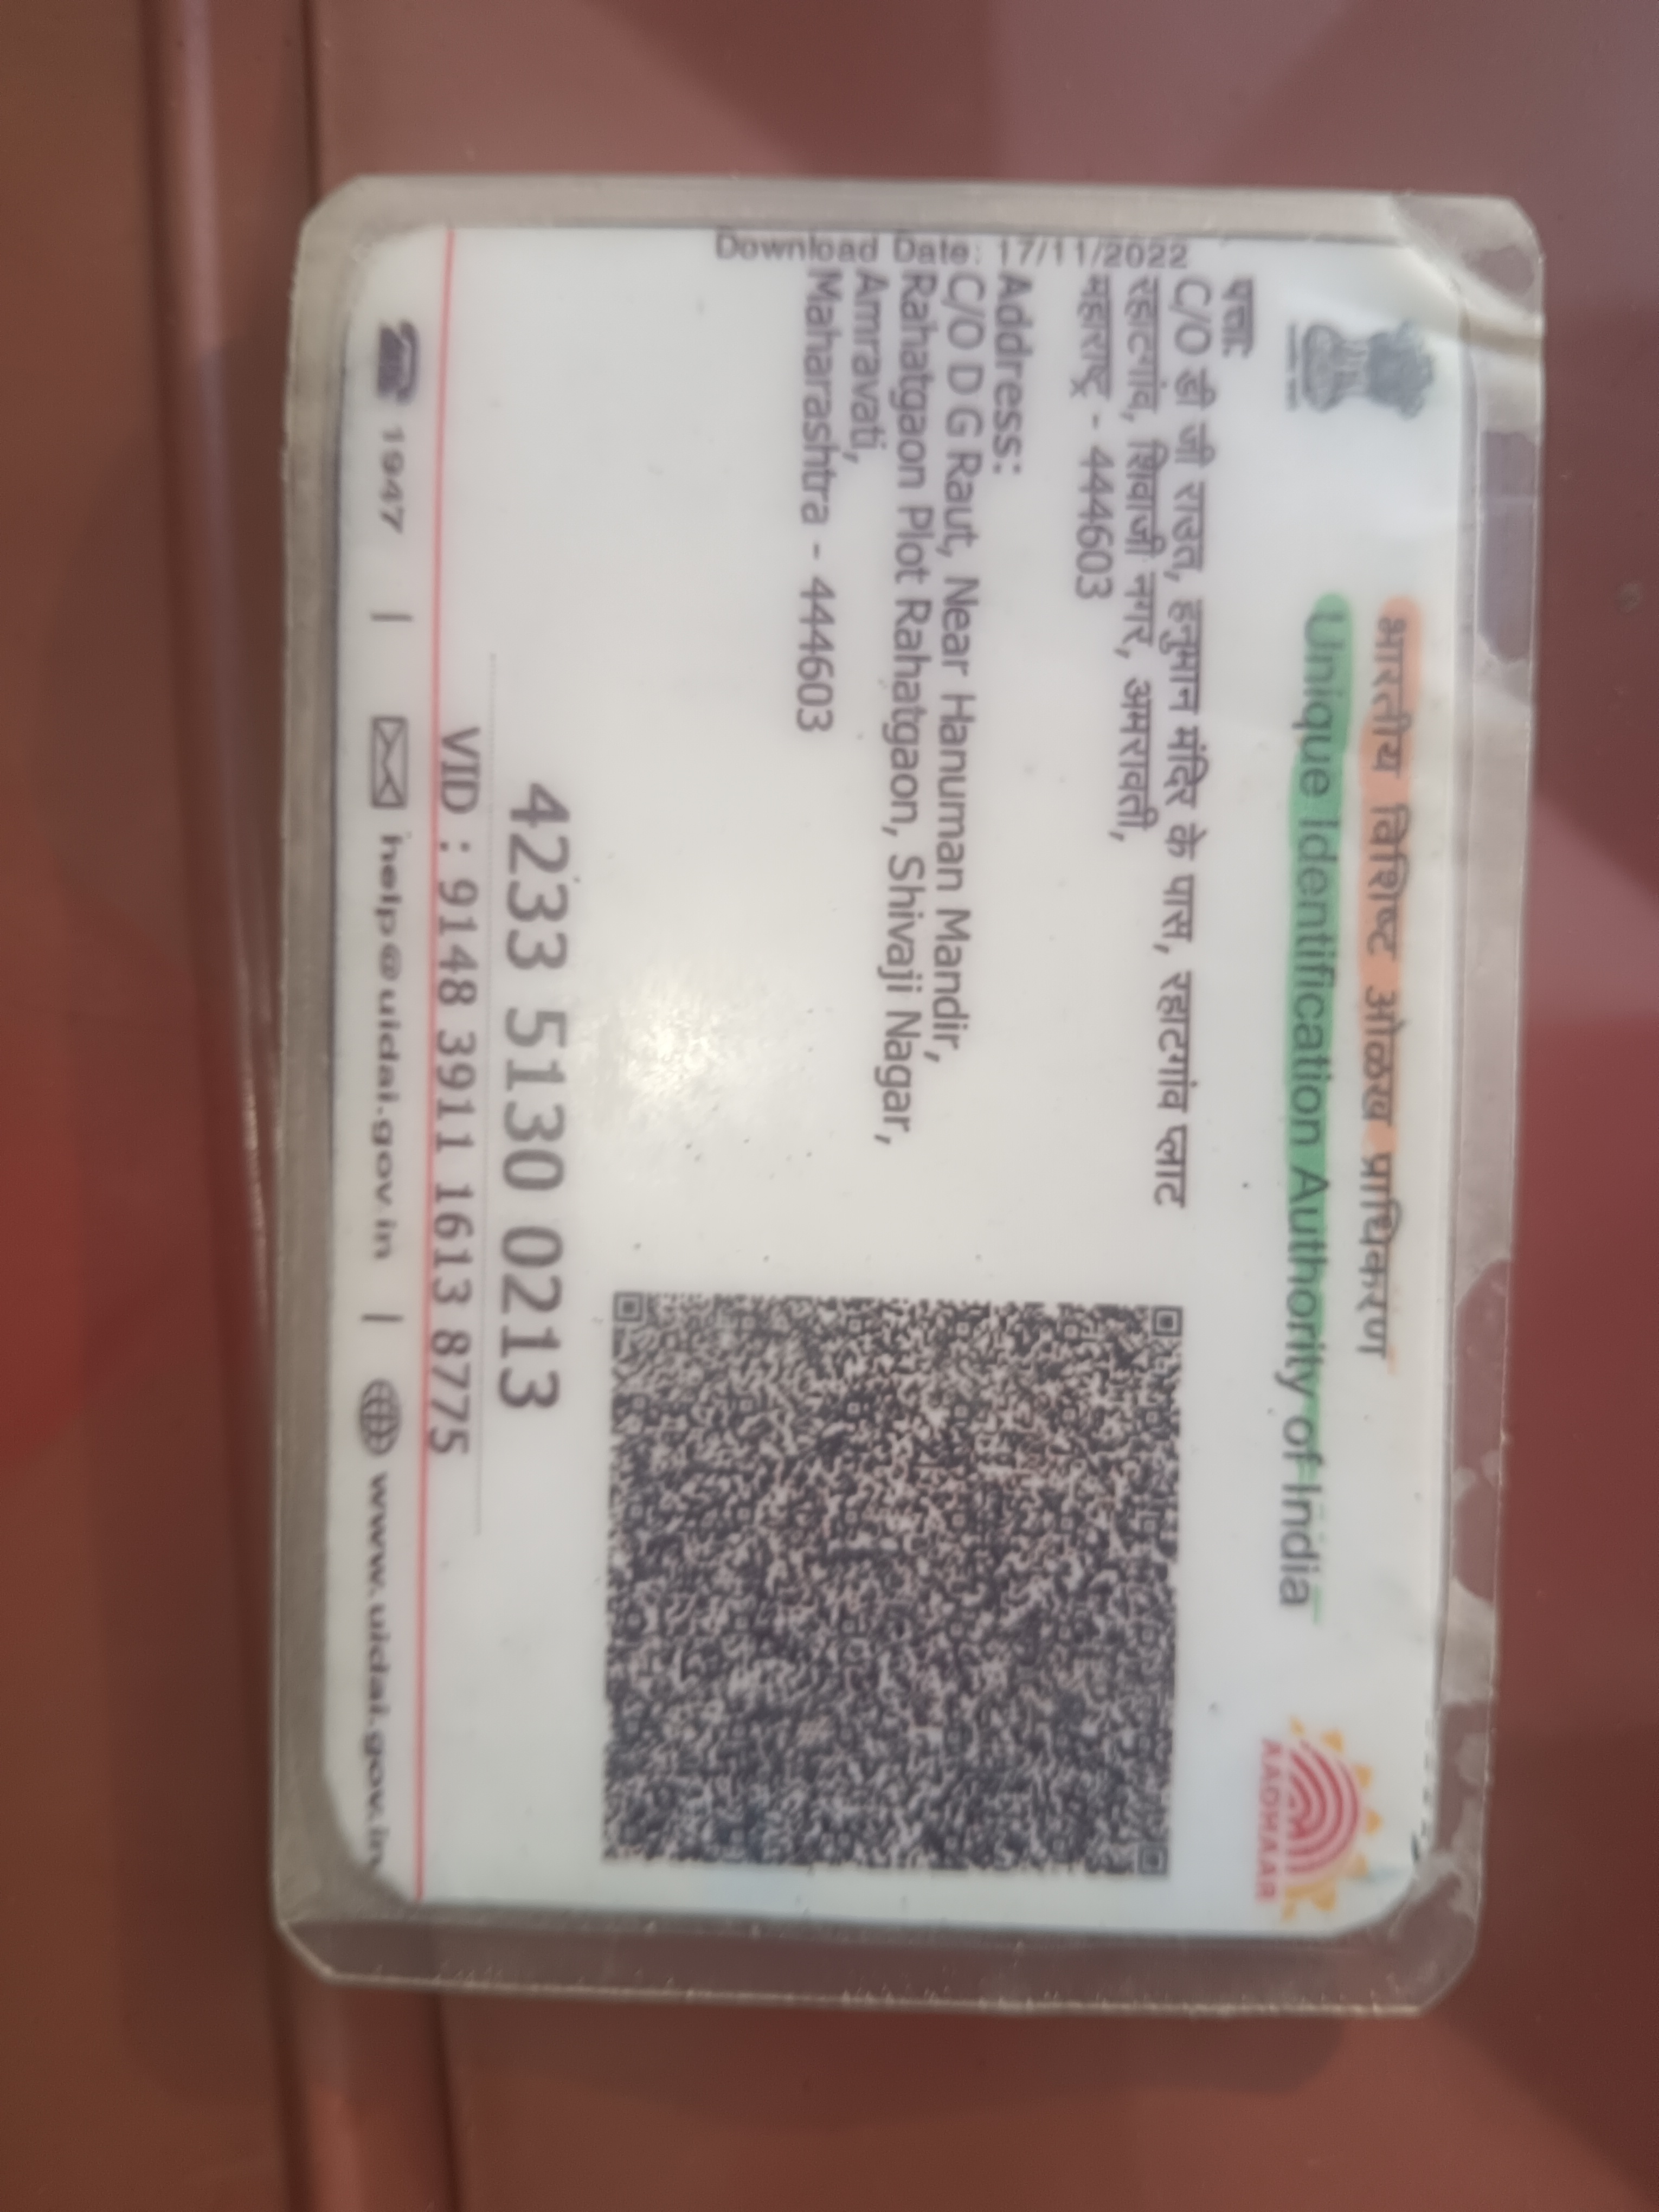 भारतीय विशिष्ट ओळख प्राधिकरण
Unique Identification Authority of India
AADHAAR
Download Date: 17/11/2022
पत्ता:
C/O डी जी राउत, हनुमान मंदिर के पास, रहाटगांव प्लाट
रहाटगांव, शिवाजी नगर, अमरावती,
महाराष्ट्र - 444603
Address:
C/O D G Raut, Near Hanuman Mandir,
Rahatgaon Plot Rahatgaon, Shivaji Nagar,
Amravati,
Maharashtra - 444603
4233 5130 0213
VID : 9148 3911 1613 8775
1947 | help@uidai.gov.in | www.uidai.gov.in